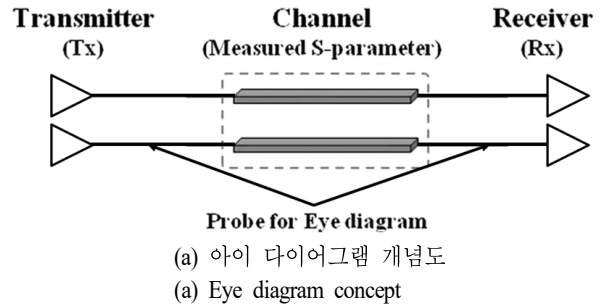 Transmitter Channel Receiver
(Tx) (Measured S-parameter) (Rx)
Probe for Eye diagram
(a) 아이 다이어그램 개념도
(a) Eye diagram concept